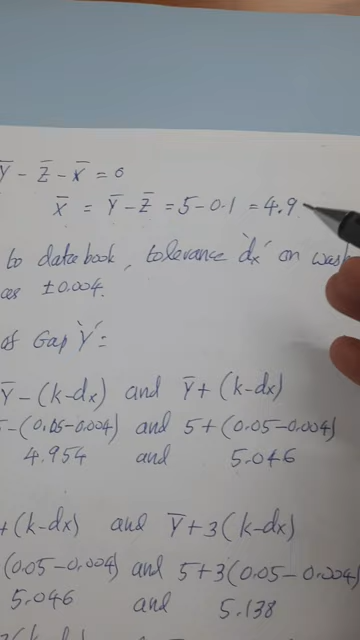 Ȳ - Z̄ - X̄ = 0
X̄ = Ȳ - Z̄ = 5 - 0.1 = 4.9
to data book, tolerance 'dx' on
±0.004.
of Gap 'Y' =
Ȳ - (k-dx) and Ȳ + (k-dx)
- (0.05-0.004) and 5 + (0.05-0.004)
4.954 and 5.046
+ (k-dx) and Ȳ + 3(k-dx)
(0.05-0.004) and 5 + 3(0.05-0.004)
5.046 and 5.138